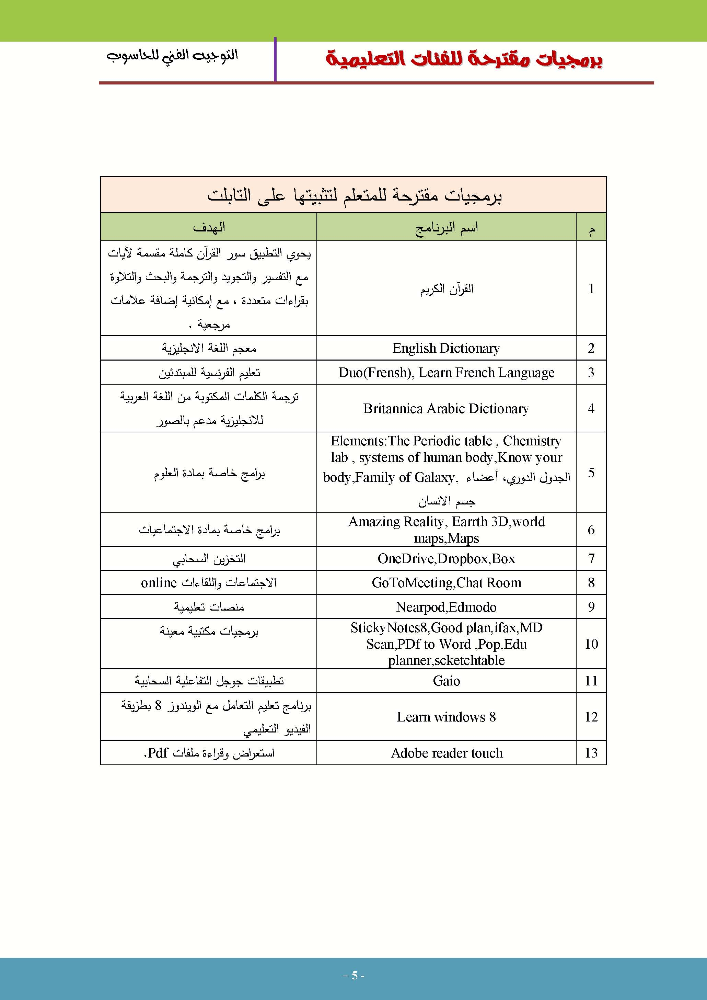 برمجيات مقترحة للفئات التعليمية
التوجيه الفني للحاسوب
برمجيات مقترحة للمتعلم لتثبيتها على التابلت
م
اسم البرنامج
الهدف
1
القرآن الكريم
يحوي التطبيق سور القرآن كاملة مقسمة لآيات
مع التفسير والتجويد والترجمة والبحث والتلاوة
بقراءات متعددة ، مع إمكانية إضافة علامات
مرجعية .
2
English Dictionary
معجم اللغة الانجليزية
3
Duo(Frensh), Learn French Language
تعليم الفرنسية للمبتدئين
4
Britannica Arabic Dictionary
ترجمة الكلمات المكتوبة من اللغة العربية
للانجليزية مدعم بالصور
5
Elements:The Periodic table , Chemistry
lab , systems of human body,Know your
body,Family of Galaxy, الجدول الدوري، أعضاء
جسم الانسان
برامج خاصة بمادة العلوم
6
Amazing Reality, Earrth 3D,world
maps,Maps
برامج خاصة بمادة الاجتماعيات
7
OneDrive,Dropbox,Box
التخزين السحابي
8
GoToMeeting,Chat Room
الاجتماعات واللقاءات online
9
Nearpod,Edmodo
منصات تعليمية
10
StickyNotes8,Good plan,ifax,MD
Scan,PDf to Word ,Pop,Edu
planner,scketchtable
برمجيات مكتبية معينة
11
Gaio
تطبيقات جوجل التفاعلية السحابية
12
Learn windows 8
برنامج تعليم التعامل مع الويندوز 8 بطزيقة
الفيديو التعليمي
13
Adobe reader touch
استعراض وقراءة ملفات Pdf.
– 5 -